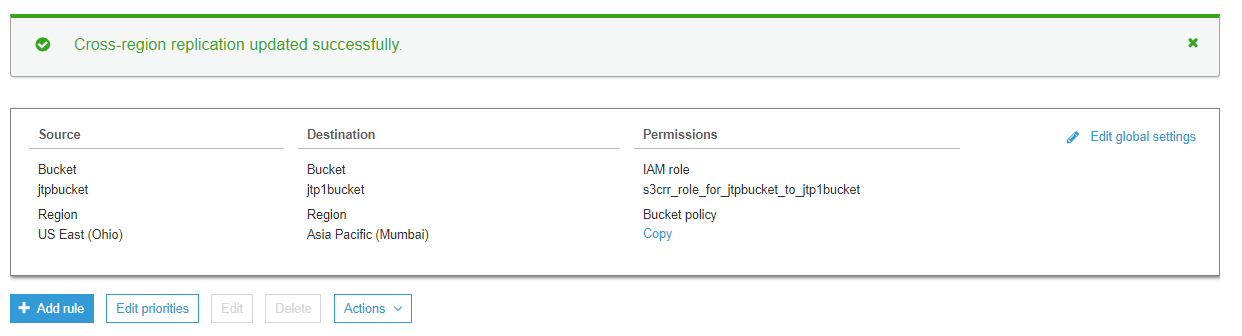 Cross-region replication updated successfully.
Source
Destination
Permissions
Edit global settings
Bucket
Bucket
IAM role
jtpbucket
jtp1bucket
s3crr_role_for_jtpbucket_to_jtp1bucket
Region
Region
Bucket policy
US East (Ohio)
Asia Pacific (Mumbai)
Copy
Add rule
Edit priorities
Edit
Delete
Actions